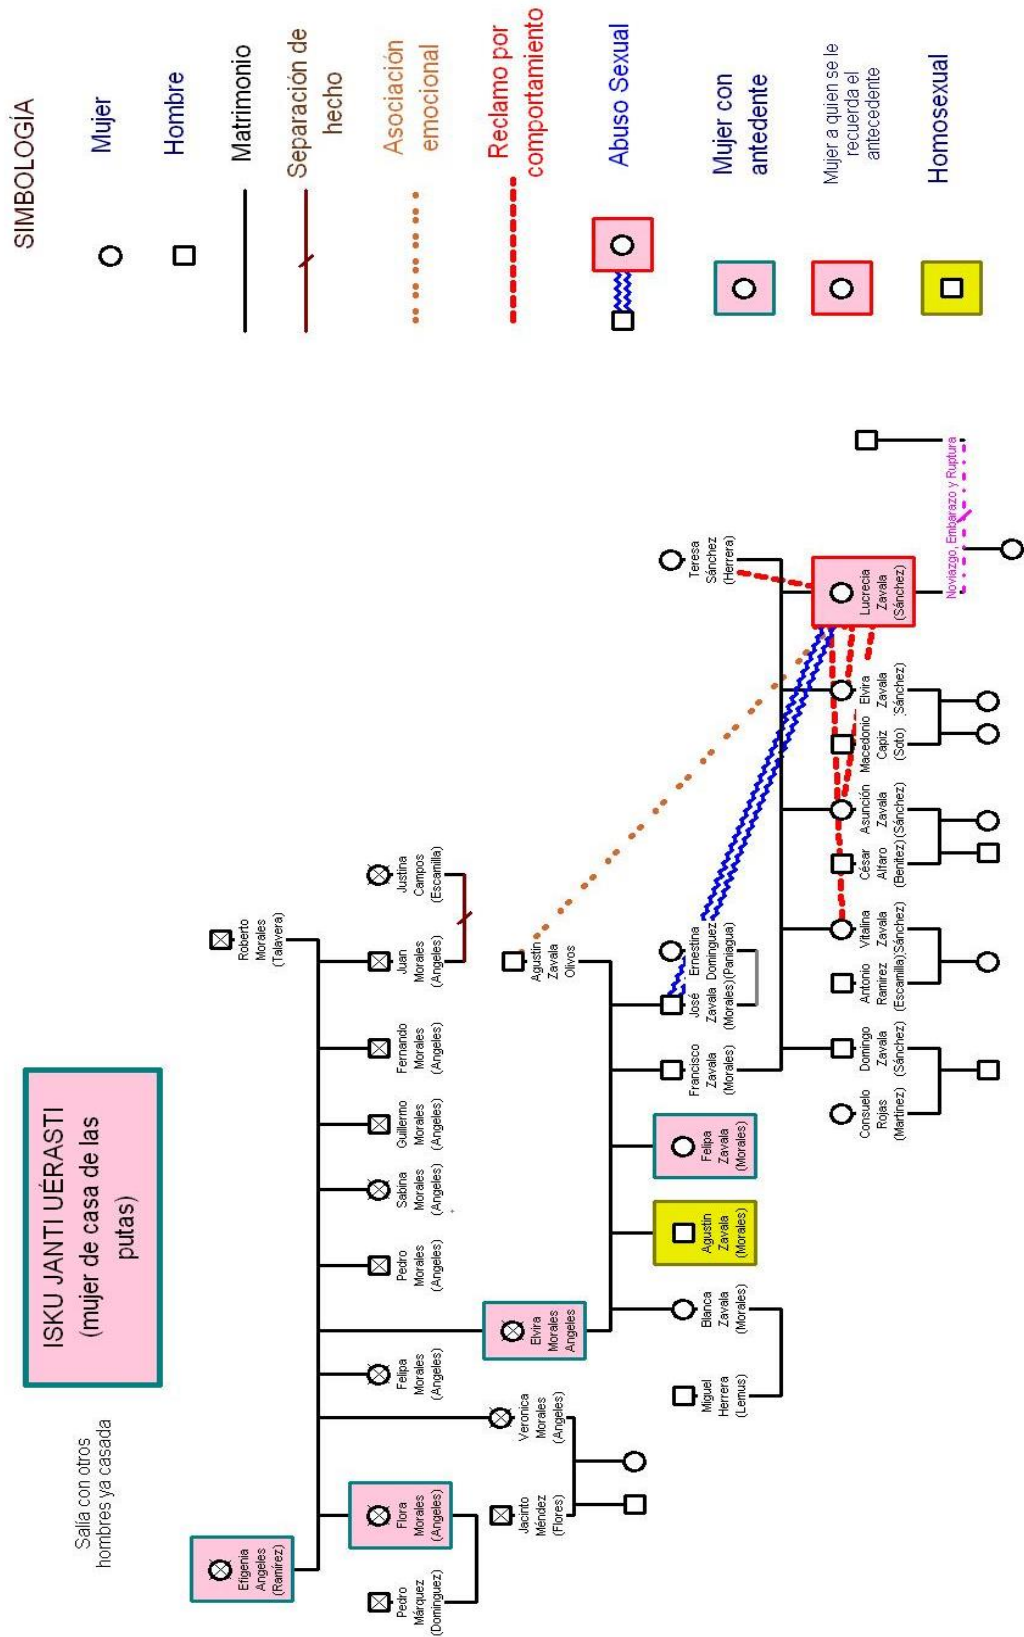 ISKU JANTI UÉRASTI
(mujer de casa de las
putas)
Salía con otros
hombres ya casada
Efigenia
Angeles
(Ramírez)
Roberto
Morales
(Talavera)
Pedro
Márquez
(Dominguez)
Flora
Morales
(Angeles)
Felipa
Morales
(Angeles)
Pedro
Morales
(Angeles)
Sabina
Morales
(Angeles)
Guillermo
Morales
(Angeles)
Fernando
Morales
(Angeles)
Juan
Morales
(Angeles)
Justina
Campos
(Escamilla)
Jacinto
Méndez
(Flores)
Veronica
Morales
(Angeles)
Elvira
Morales
Angeles
Agustin
Zavala
Olivos
Miguel
Herrera
(Lemus)
Blanca
Zavala
(Morales)
Agustin
Zavala
(Morales)
Felipa
Zavala
(Morales)
Francisco
Zavala
(Morales)
José
Zavala
(Morales)
Ernestina
Dominguez
(Paniagua)
Teresa
Sánchez
(Herrera)
Consuelo
Rojas
(Martínez)
Domingo
Zavala
(Sánchez)
Antonio
Ramirez
(Escamilla)
Vitalina
Zavala
(Sánchez)
César
Alfaro
(Benítez)
Asunción
Zavala
(Sánchez)
Macedonio
Capiz
(Soto)
Elvira
Zavala
(Sánchez)
Lucrecia
Zavala
(Sánchez)
Noviazgo, Embarazo y Ruptura
SIMBOLOGÍA
Mujer
Hombre
Matrimonio
Separación de
hecho
Asociación
emocional
Reclamo por
comportamiento
Abuso Sexual
Mujer con
antedente
Mujer a quien se le
recuerda el
antecedente
Homosexual